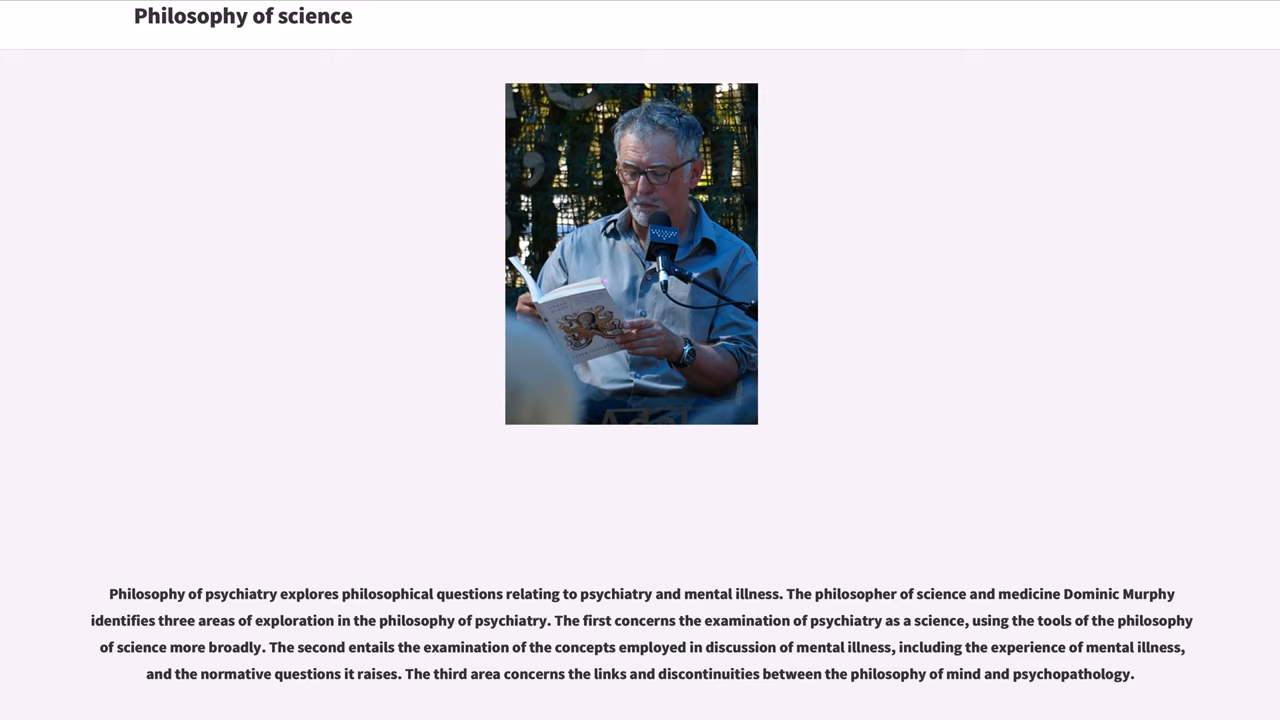 Philosophy of science
Philosophy of psychiatry explores philosophical questions relating to psychiatry and mental illness. The philosopher of science and medicine Dominic Murphy
identifies three areas of exploration in the philosophy of psychiatry. The first concerns the examination of psychiatry as a science, using the tools of the philosophy
of science more broadly. The second entails the examination of the concepts employed in discussion of mental illness, including the experience of mental illness,
and the normative questions it raises. The third area concerns the links and discontinuities between the philosophy of mind and psychopathology.